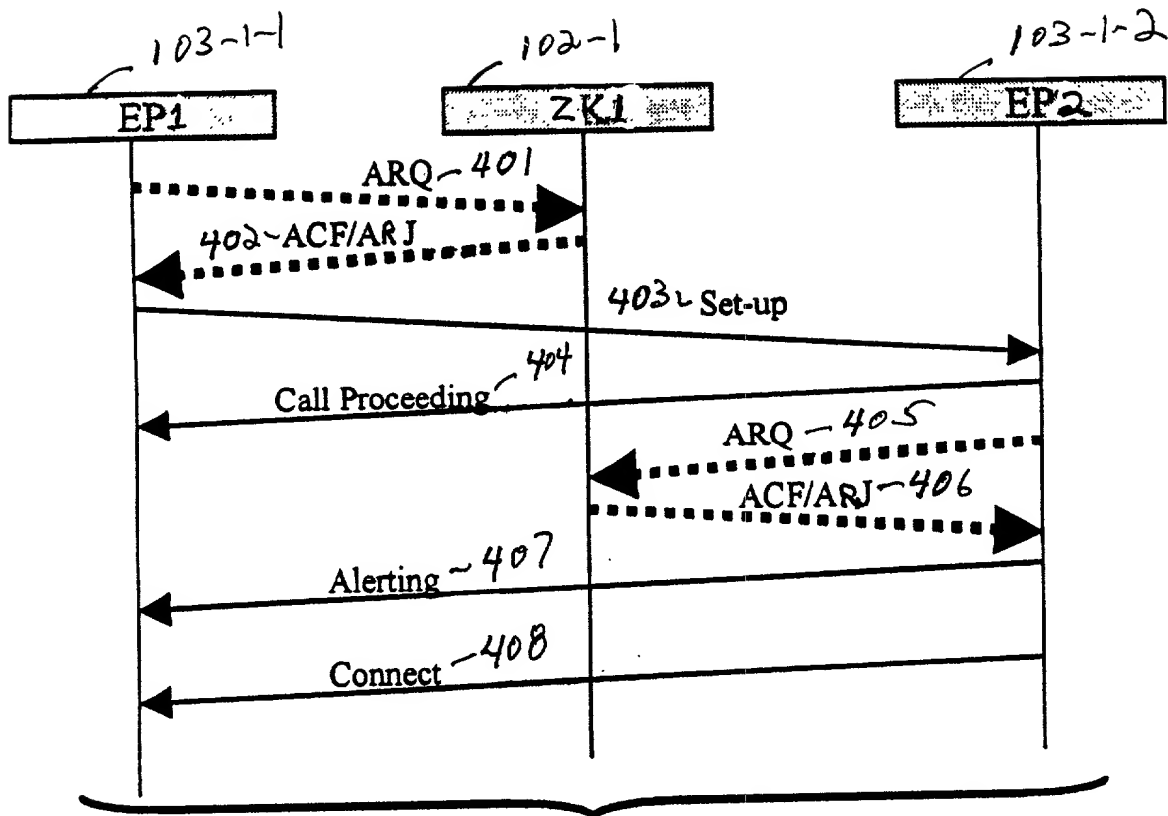 103-1-1 102-1 103-1-2
EP1 ZK1 EP2
ARQ 401
402 ACF/ARJ
403 Set-up
Call Proceeding 404
ARQ 405
ACF/ARJ 406
Alerting 407
Connect 408